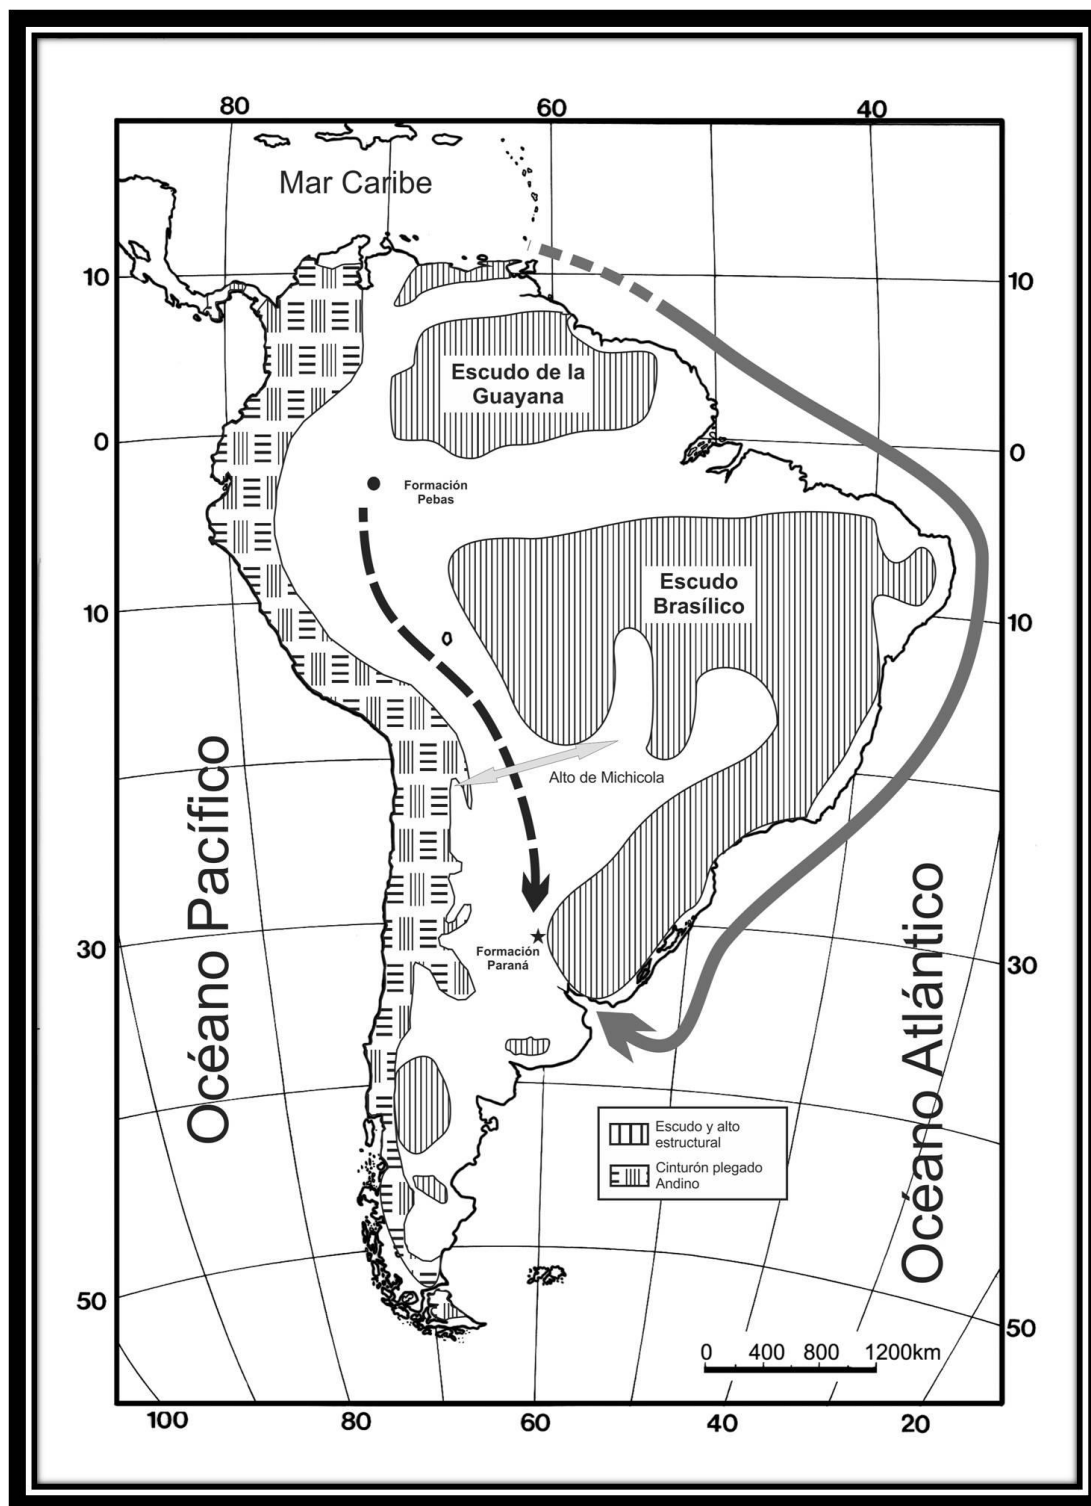 80
60
40
Mar Caribe
10
10
Escudo de la
Guayana
0
0
Formación
Pebas
Escudo
Brasílico
10
10
Alto de Michicola
Océano Pacífico
Océano Atlántico
30
30
Formación
Paraná
Escudo y alto
estructural
Cinturón plegado
Andino
50
50
0
400
800
1200km
100
80
60
40
20